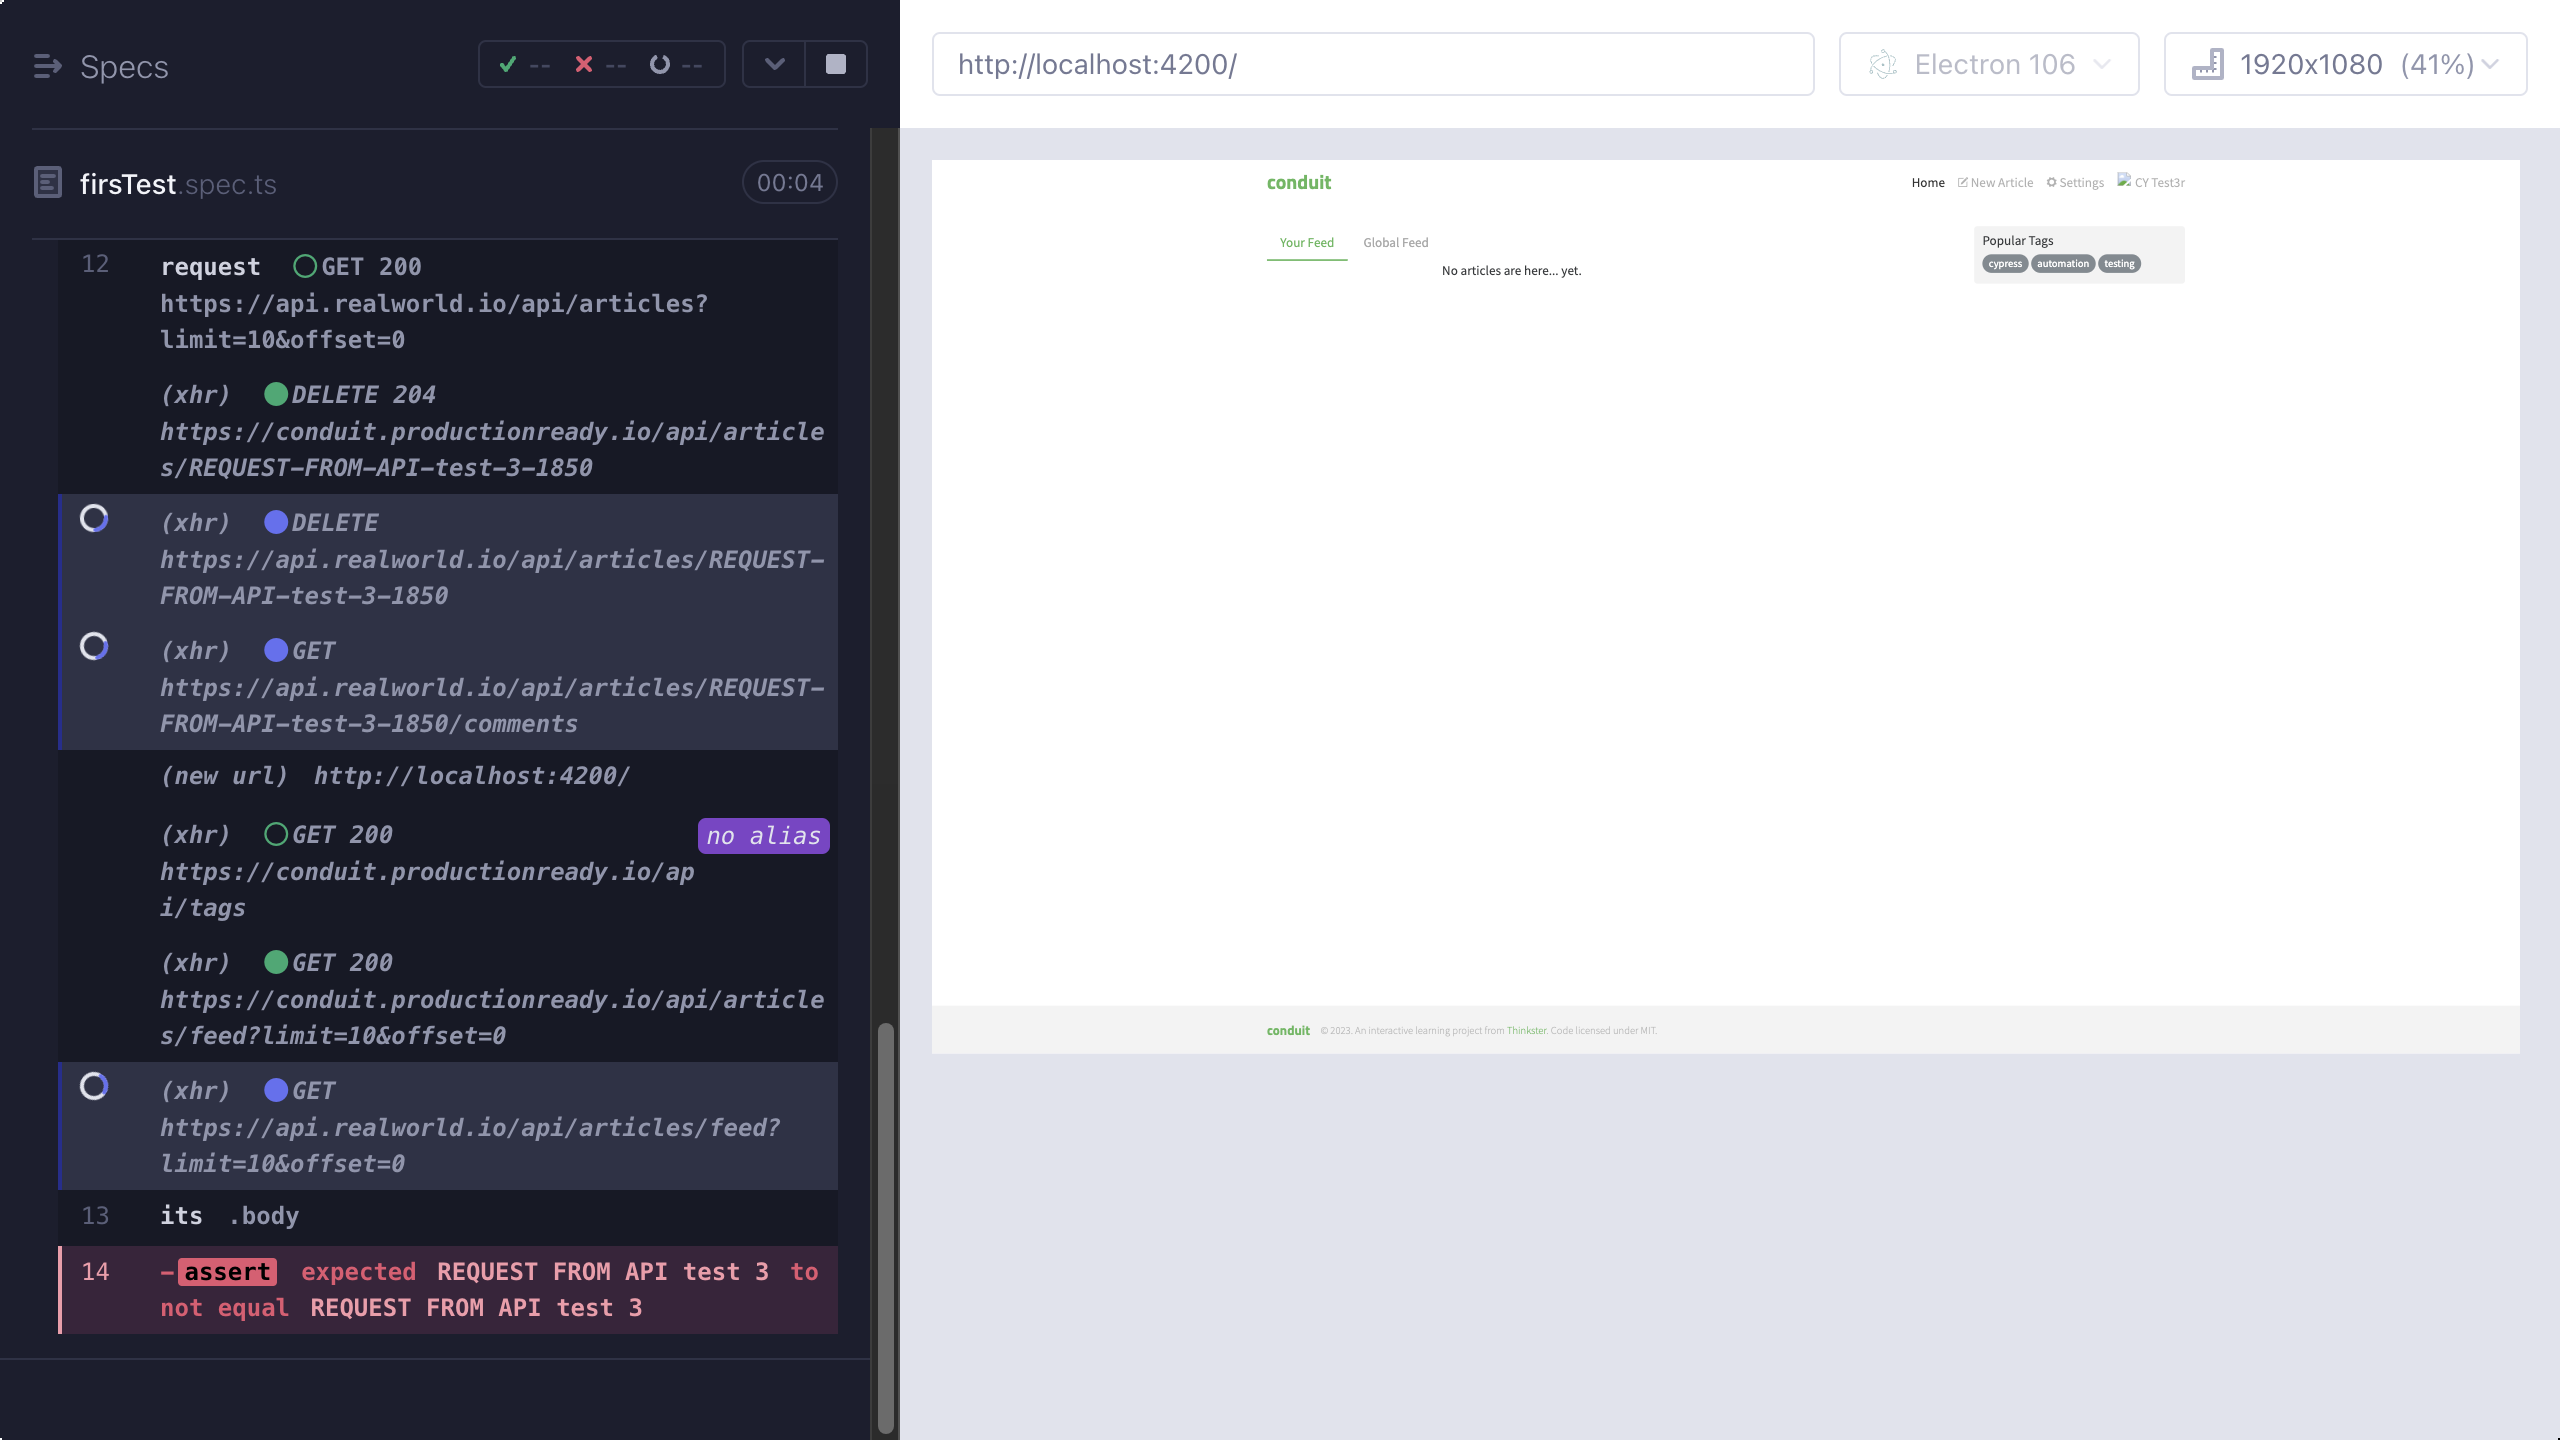 Specs
-- -- --
firsTest.spec.ts
00:04
12 request GET 200
https://api.realworld.io/api/articles?
limit=10&offset=0
(xhr) DELETE 204
https://conduit.productionready.io/api/article
s/REQUEST-FROM-API-test-3-1850
(xhr) DELETE
https://api.realworld.io/api/articles/REQUEST-
FROM-API-test-3-1850
(xhr) GET
https://api.realworld.io/api/articles/REQUEST-
FROM-API-test-3-1850/comments
(new url) http://localhost:4200/
(xhr) GET 200 no alias
https://conduit.productionready.io/ap
i/tags
(xhr) GET 200
https://conduit.productionready.io/api/article
s/feed?limit=10&offset=0
(xhr) GET
https://api.realworld.io/api/articles/feed?
limit=10&offset=0
13 its .body
14 -assert expected REQUEST FROM API test 3 to
not equal REQUEST FROM API test 3
http://localhost:4200/
Electron 106
1920x1080 (41%)
conduit
Home New Article Settings CY Test3r
Your Feed Global Feed
No articles are here... yet.
Popular Tags
cypress automation testing
conduit © 2023. An interactive learning project from Thinkster. Code licensed under MIT.